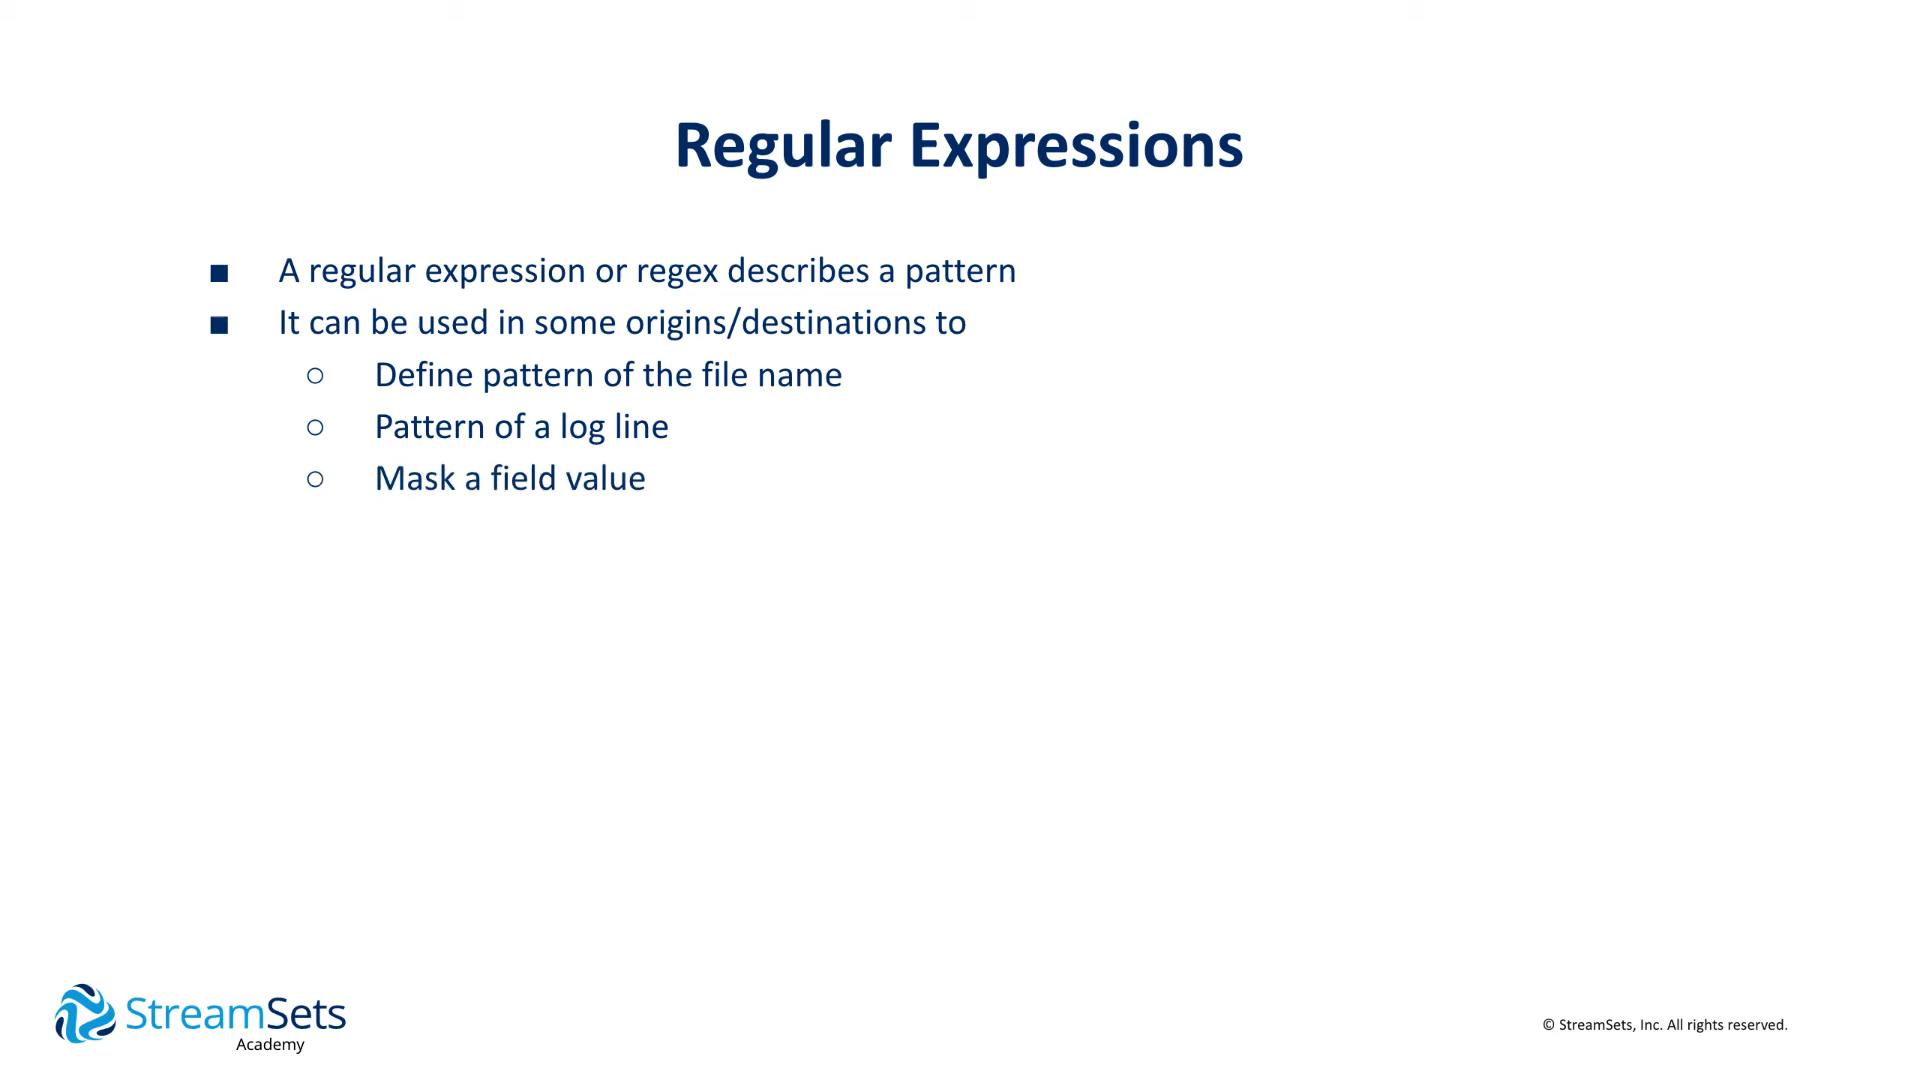 Regular Expressions
■ A regular expression or regex describes a pattern
■ It can be used in some origins/destinations to
○ Define pattern of the file name
○ Pattern of a log line
○ Mask a field value
StreamSets
Academy
© StreamSets, Inc. All rights reserved.